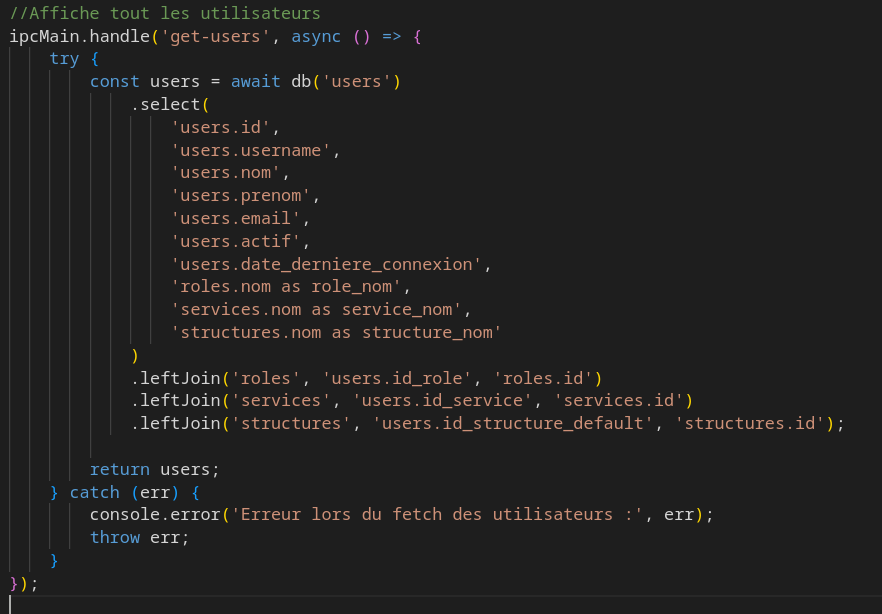 //Affiche tout les utilisateurs
ipcMain.handle('get-users', async () => {
    try {
        const users = await db('users')
            .select(
                'users.id',
                'users.username',
                'users.nom',
                'users.prenom',
                'users.email',
                'users.actif',
                'users.date_derniere_connexion',
                'roles.nom as role_nom',
                'services.nom as service_nom',
                'structures.nom as structure_nom'
            )
            .leftJoin('roles', 'users.id_role', 'roles.id')
            .leftJoin('services', 'users.id_service', 'services.id')
            .leftJoin('structures', 'users.id_structure_default', 'structures.id');

        return users;
    } catch (err) {
        console.error('Erreur lors du fetch des utilisateurs :', err);
        throw err;
    }
});